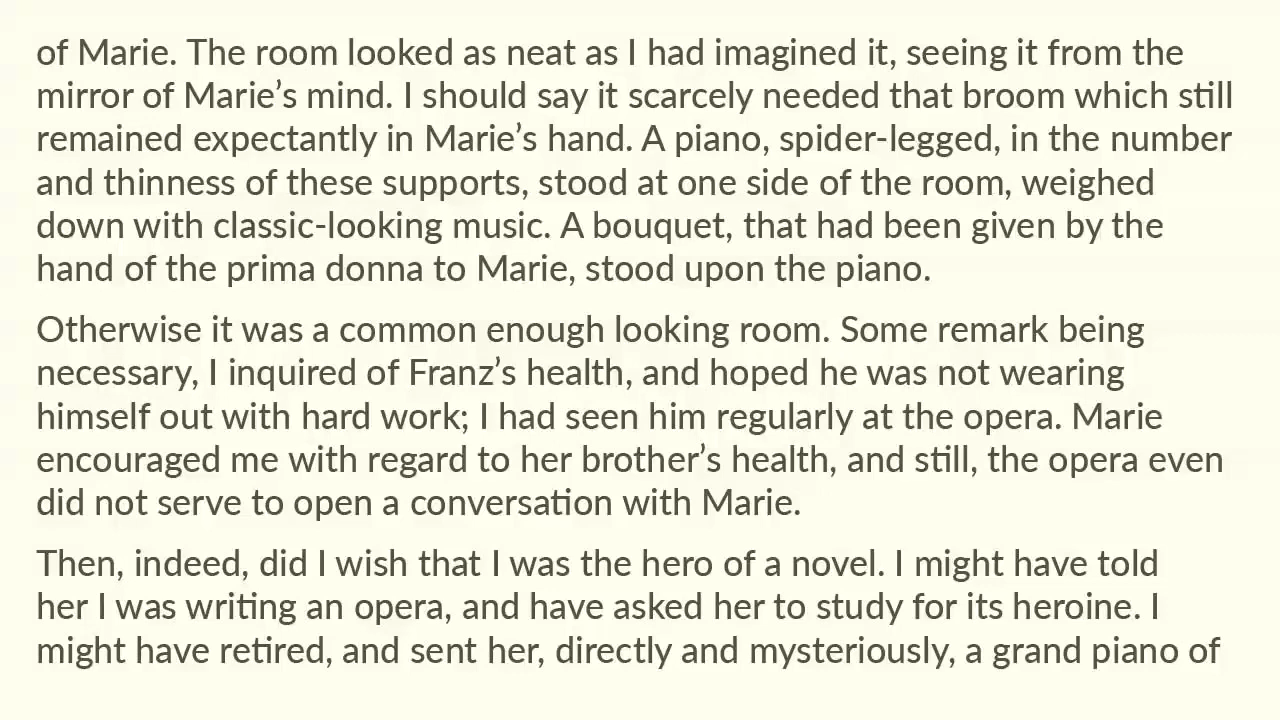 of Marie. The room looked as neat as I had imagined it, seeing it from the
mirror of Marie’s mind. I should say it scarcely needed that broom which still
remained expectantly in Marie’s hand. A piano, spider-legged, in the number
and thinness of these supports, stood at one side of the room, weighed
down with classic-looking music. A bouquet, that had been given by the
hand of the prima donna to Marie, stood upon the piano.
Otherwise it was a common enough looking room. Some remark being
necessary, I inquired of Franz’s health, and hoped he was not wearing
himself out with hard work; I had seen him regularly at the opera. Marie
encouraged me with regard to her brother’s health, and still, the opera even
did not serve to open a conversation with Marie.
Then, indeed, did I wish that I was the hero of a novel. I might have told
her I was writing an opera, and have asked her to study for its heroine. I
might have retired, and sent her, directly and mysteriously, a grand piano of